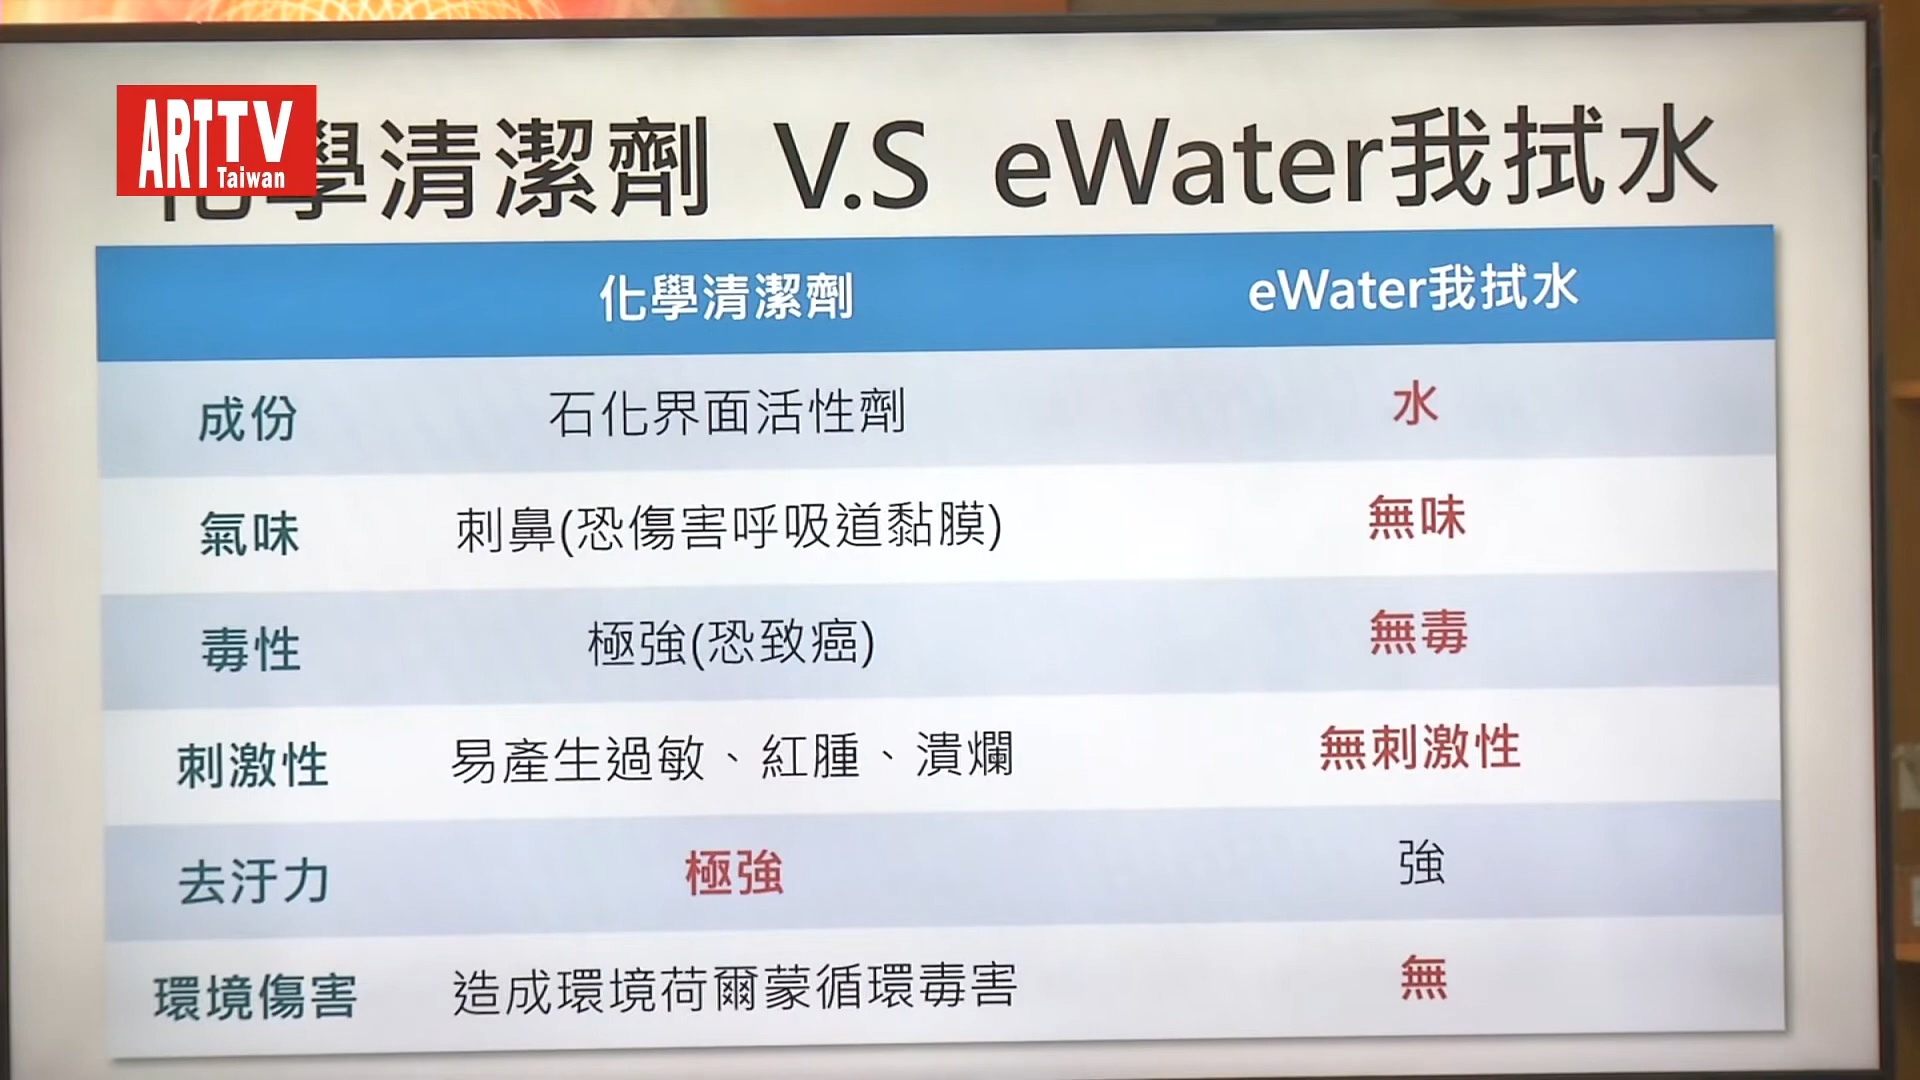 ART TV
Taiwan
化學清潔劑 V.S eWater我拭水
化學清潔劑 eWater我拭水
成份 石化界面活性劑 水
氣味 刺鼻(恐傷害呼吸道黏膜) 無味
毒性 極強(恐致癌) 無毒
刺激性 易產生過敏、紅腫、潰爛 無刺激性
去汙力 極強 強
環境傷害 造成環境荷爾蒙循環毒害 無